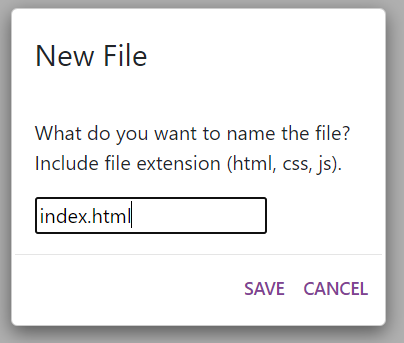 New File
What do you want to name the file?
Include file extension (html, css, js).
index.html
SAVE CANCEL